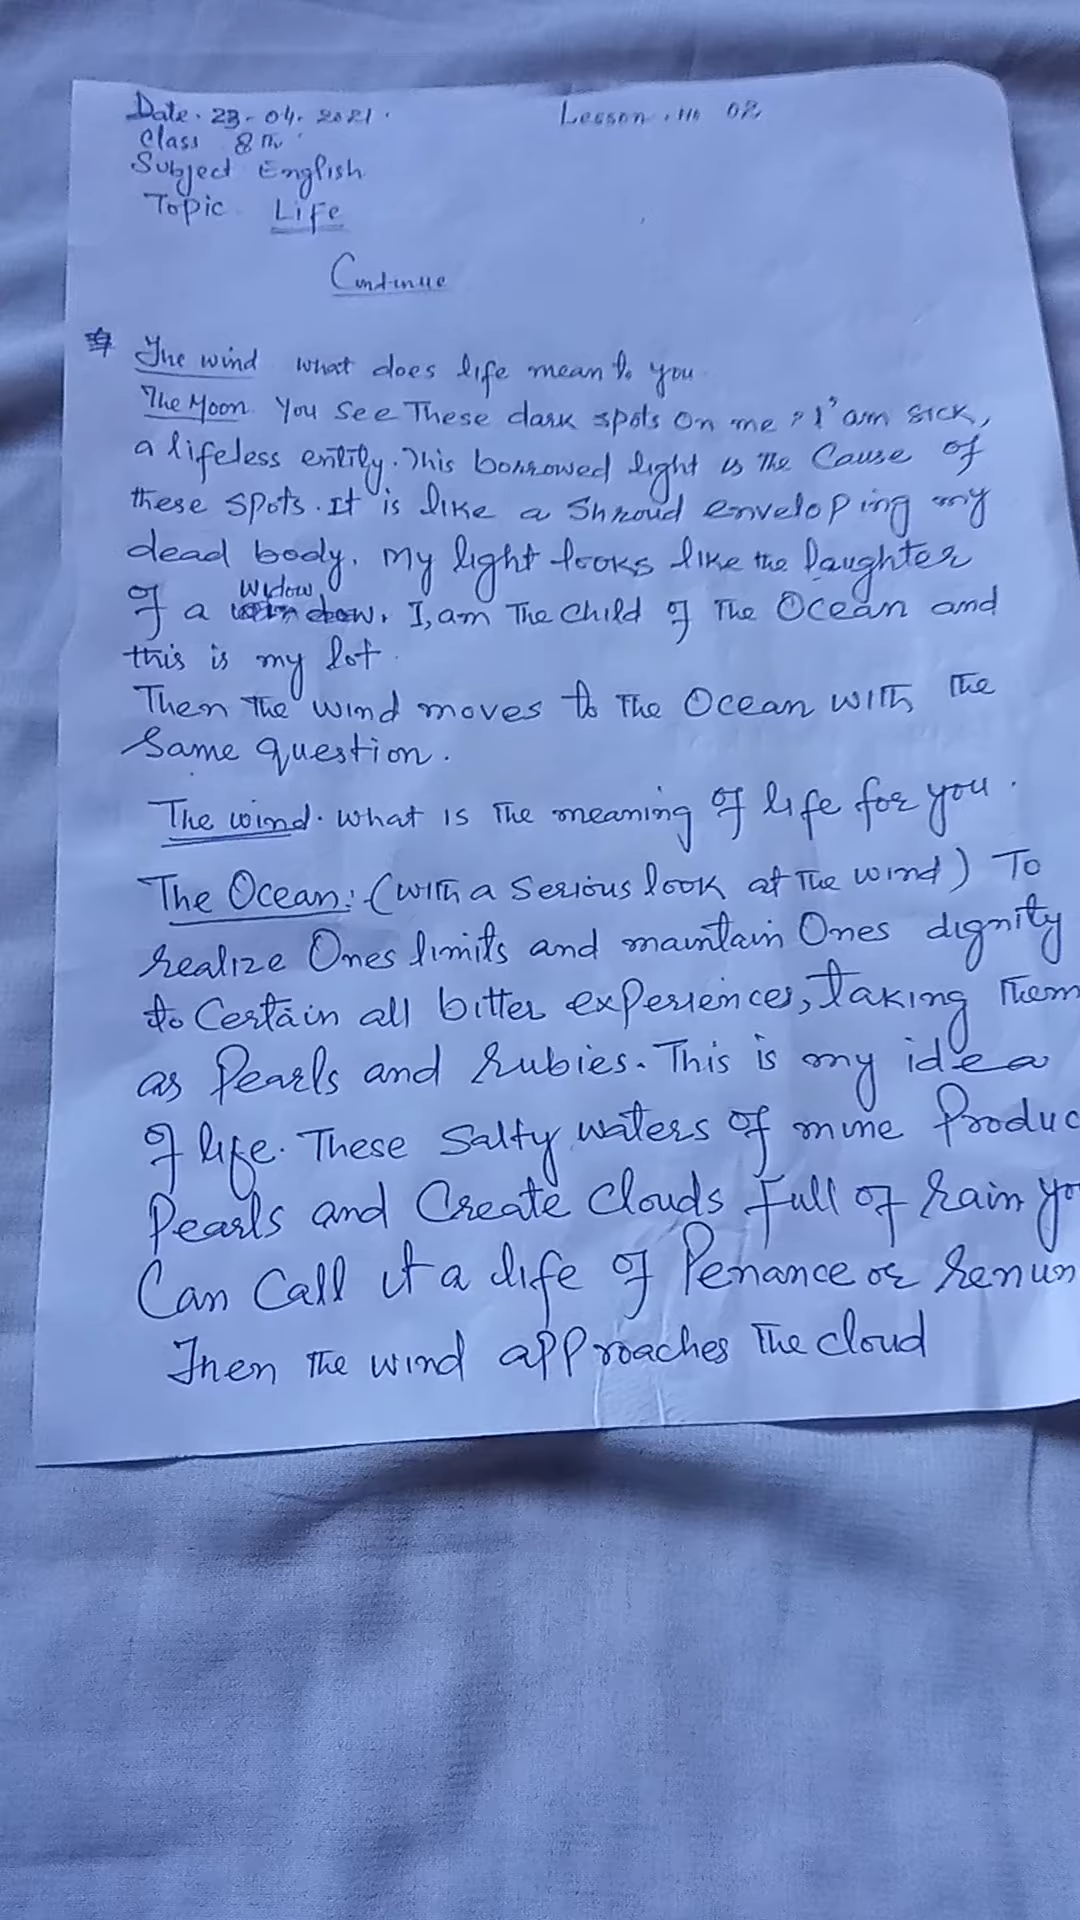 Date. 23-04-2021.
Lesson. No 02
Class 8th
Subject English
Topic Life
Continue
The wind what does life mean to you.
The Moon. You See These dark spots On me ? I'am sick,
a lifeless entity. This borrowed light is The Cause of
these spots. It is like a Shroud enveloping my
dead body. My light looks like the laughter
widow,
of a I, am The Child of The Ocean and
this is my lot.
Then The wind moves to The Ocean with The
Same question.
The wind. what is The meaning of life for you.
The Ocean: (with a Serious look at The wind) To
realize Ones limits and maintain Ones dignity
to Certain all bitter experiences, taking Them
as Pearls and rubies. This is my idea
of life. These Salty waters of mine Produc
Pearls and Create Clouds full of rain yo
Can Call it a life of Penance or renun
Then The wind approaches The cloud